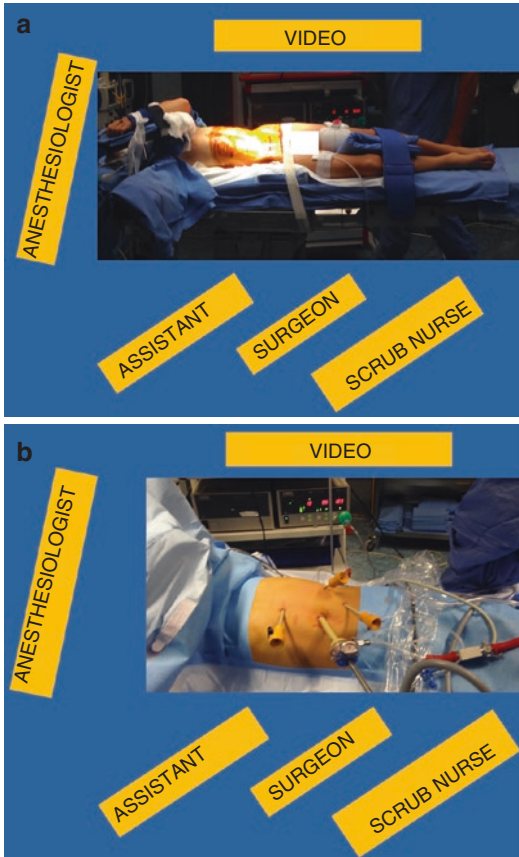 a
VIDEO
ANESTHESIOLOGIST
ASSISTANT
SURGEON
SCRUB NURSE
b
VIDEO
ANESTHESIOLOGIST
ASSISTANT
SURGEON
SCRUB NURSE